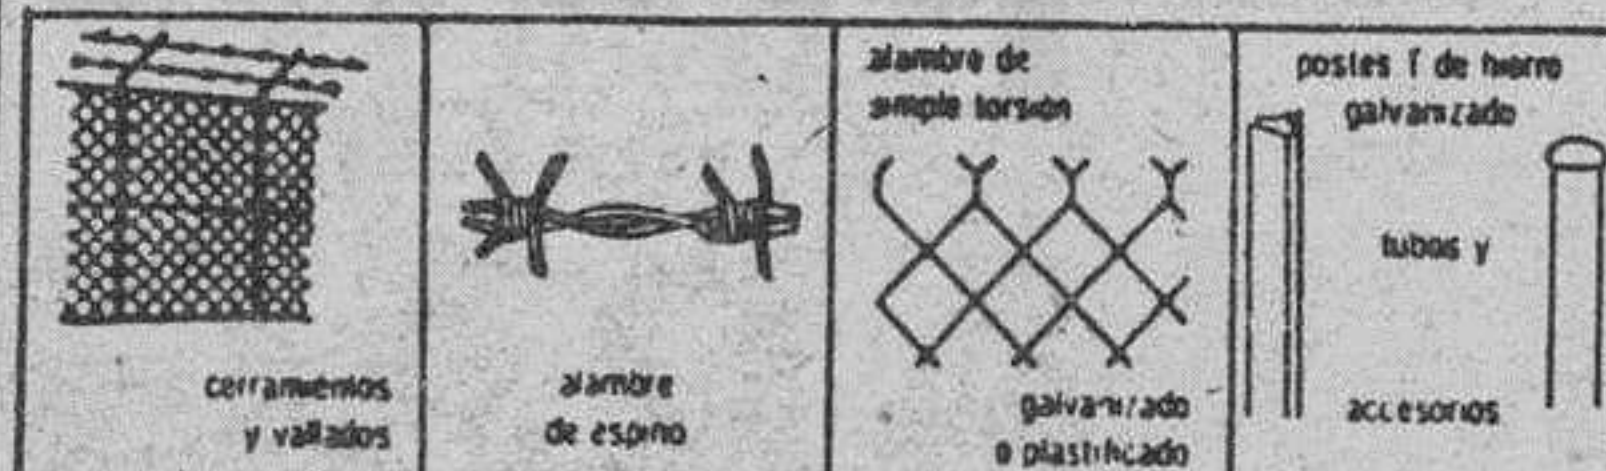 cerramientos
y vallados
alambre
de espino
alambre de
simple torsión
galvanizado
o plastificado
postes T de hierro
galvanizado
tubos y
accesorios